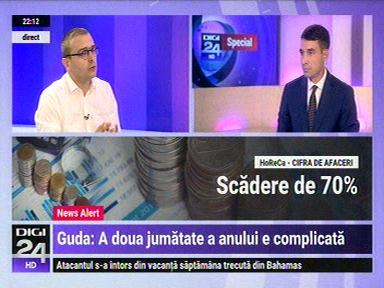 22:12
direct
DIGI
24
Special
HoReCa - CIFRA DE AFACERI
Scădere de 70%
News Alert
Guda: A doua jumătate a anului e complicată
DIGI
24
HD
Atacantul s-a întors din vacanță săptămâna trecută din Bahamas